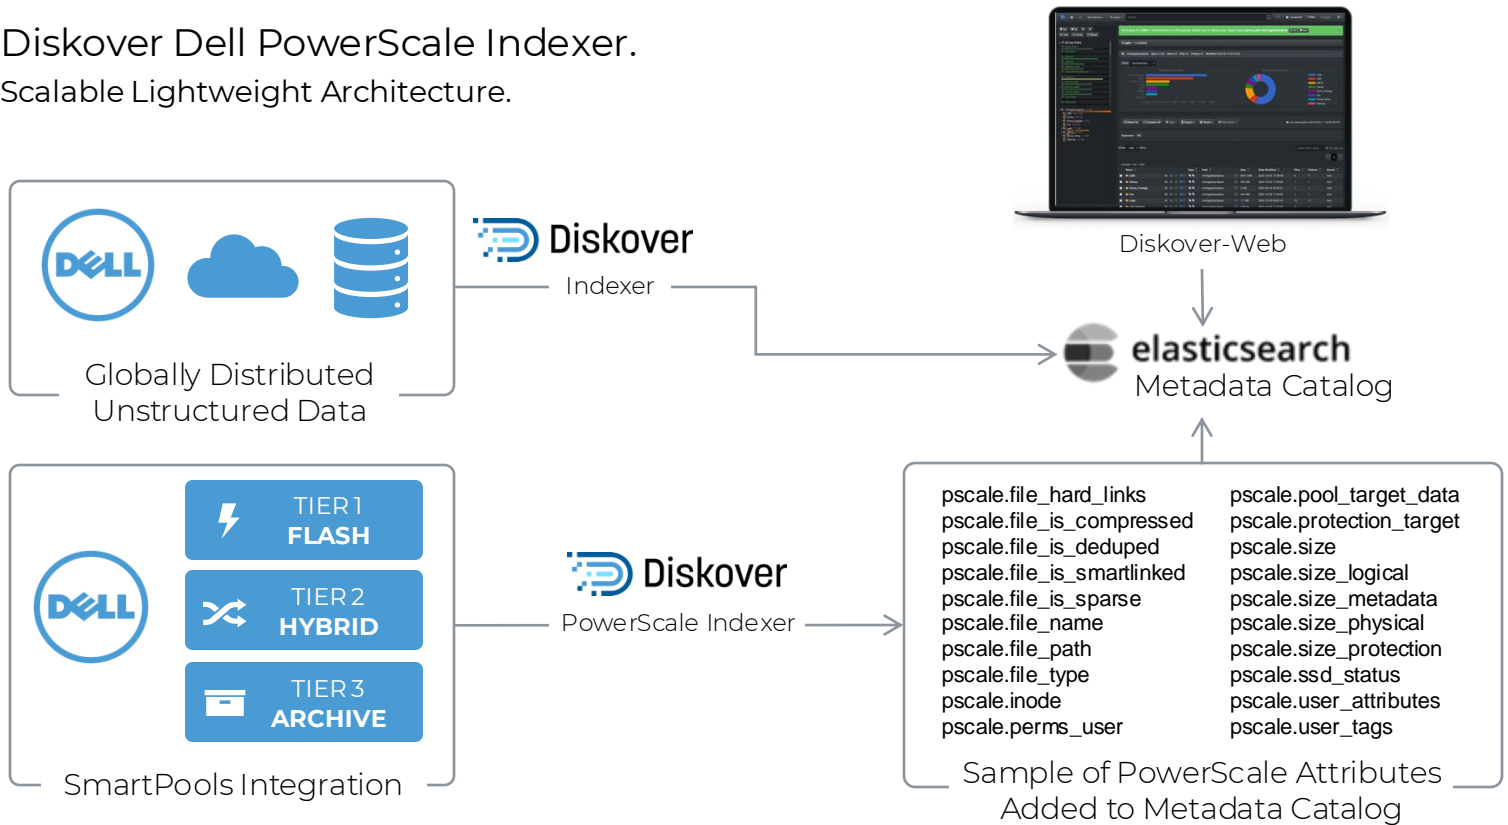 Diskover Dell PowerScale Indexer.
Scalable Lightweight Architecture.
DELL
Globally Distributed
Unstructured Data
Diskover
Indexer
Diskover-Web
elasticsearch
Metadata Catalog
DELL
TIER 1
FLASH
TIER 2
HYBRID
TIER 3
ARCHIVE
SmartPools Integration
Diskover
PowerScale Indexer
pscale.file_hard_links
pscale.file_is_compressed
pscale.file_is_deduped
pscale.file_is_smartlinked
pscale.file_is_sparse
pscale.file_name
pscale.file_path
pscale.file_type
pscale.inode
pscale.perms_user
pscale.pool_target_data
pscale.protection_target
pscale.size
pscale.size_logical
pscale.size_metadata
pscale.size_physical
pscale.size_protection
pscale.ssd_status
pscale.user_attributes
pscale.user_tags
Sample of PowerScale Attributes
Added to Metadata Catalog